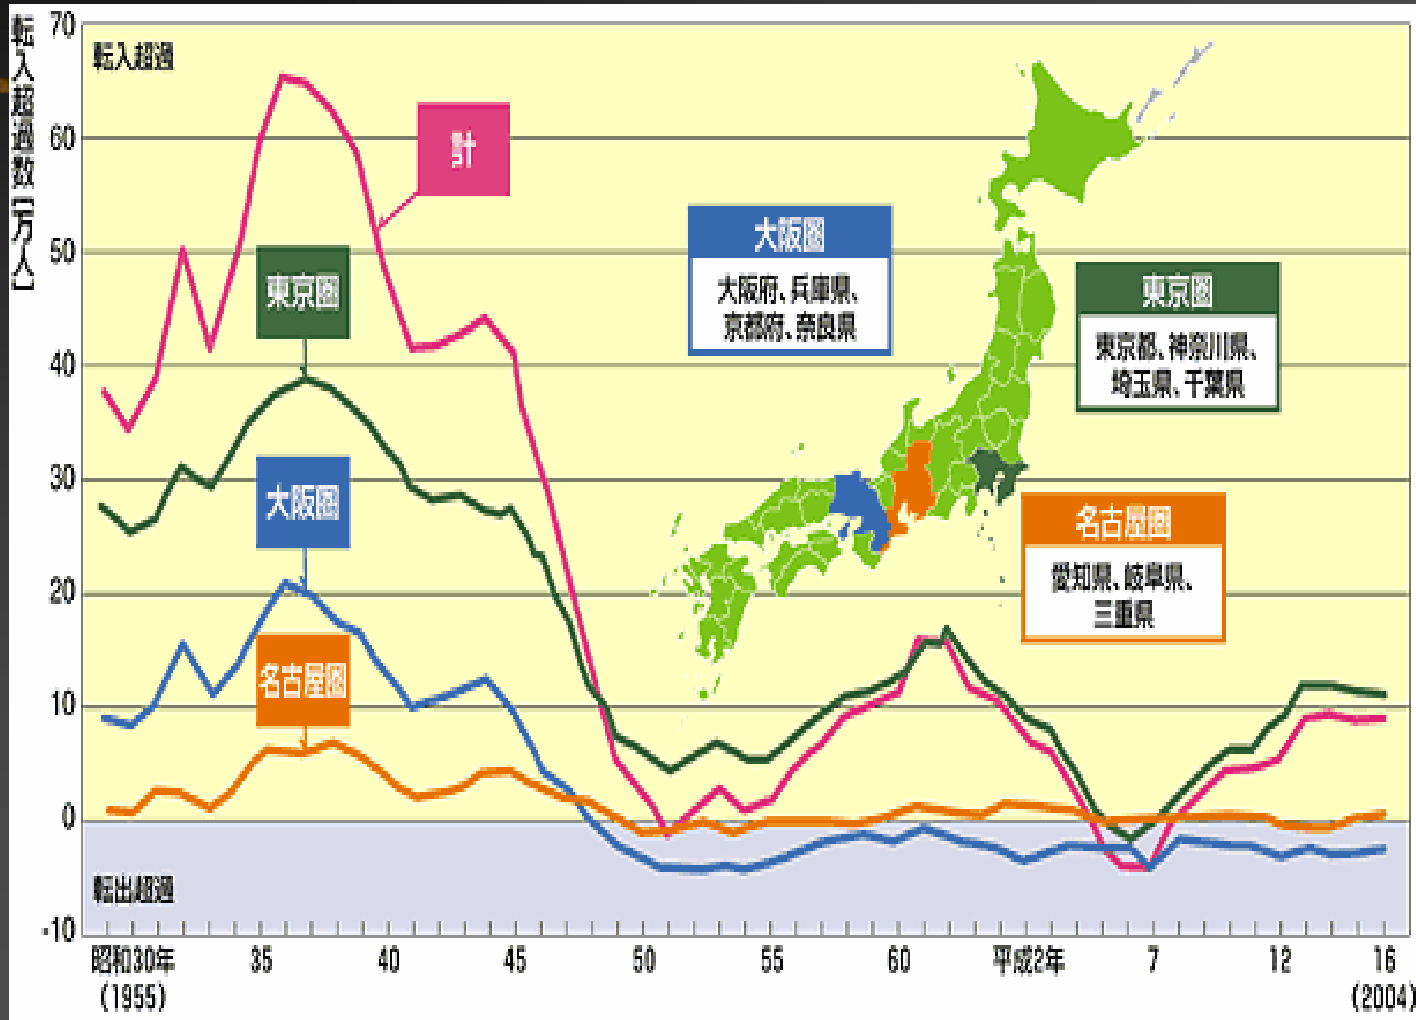 転入超過数〔万人〕
70
60
50
40
30
20
10
0
-10
転入超過
転出超過
計
東京圏
大阪圏
名古屋圏
大阪圏
大阪府、兵庫県、
京都府、奈良県
東京圏
東京都、神奈川県、
埼玉県、千葉県
名古屋圏
愛知県、岐阜県、
三重県
昭和30年 35 40 45 50 55 60 平成2年 7 12 16
(1955) (2004)